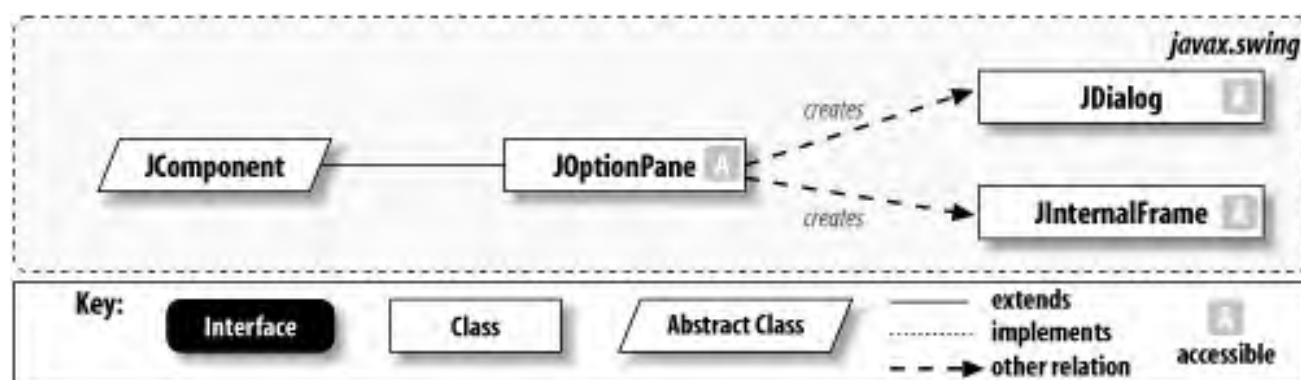 javax.swing
JDialog A
creates
JComponent
JOptionPane A
creates
JInternalFrame A
Key:
Interface
Class
Abstract Class
extends
implements
other relation
A
accessible